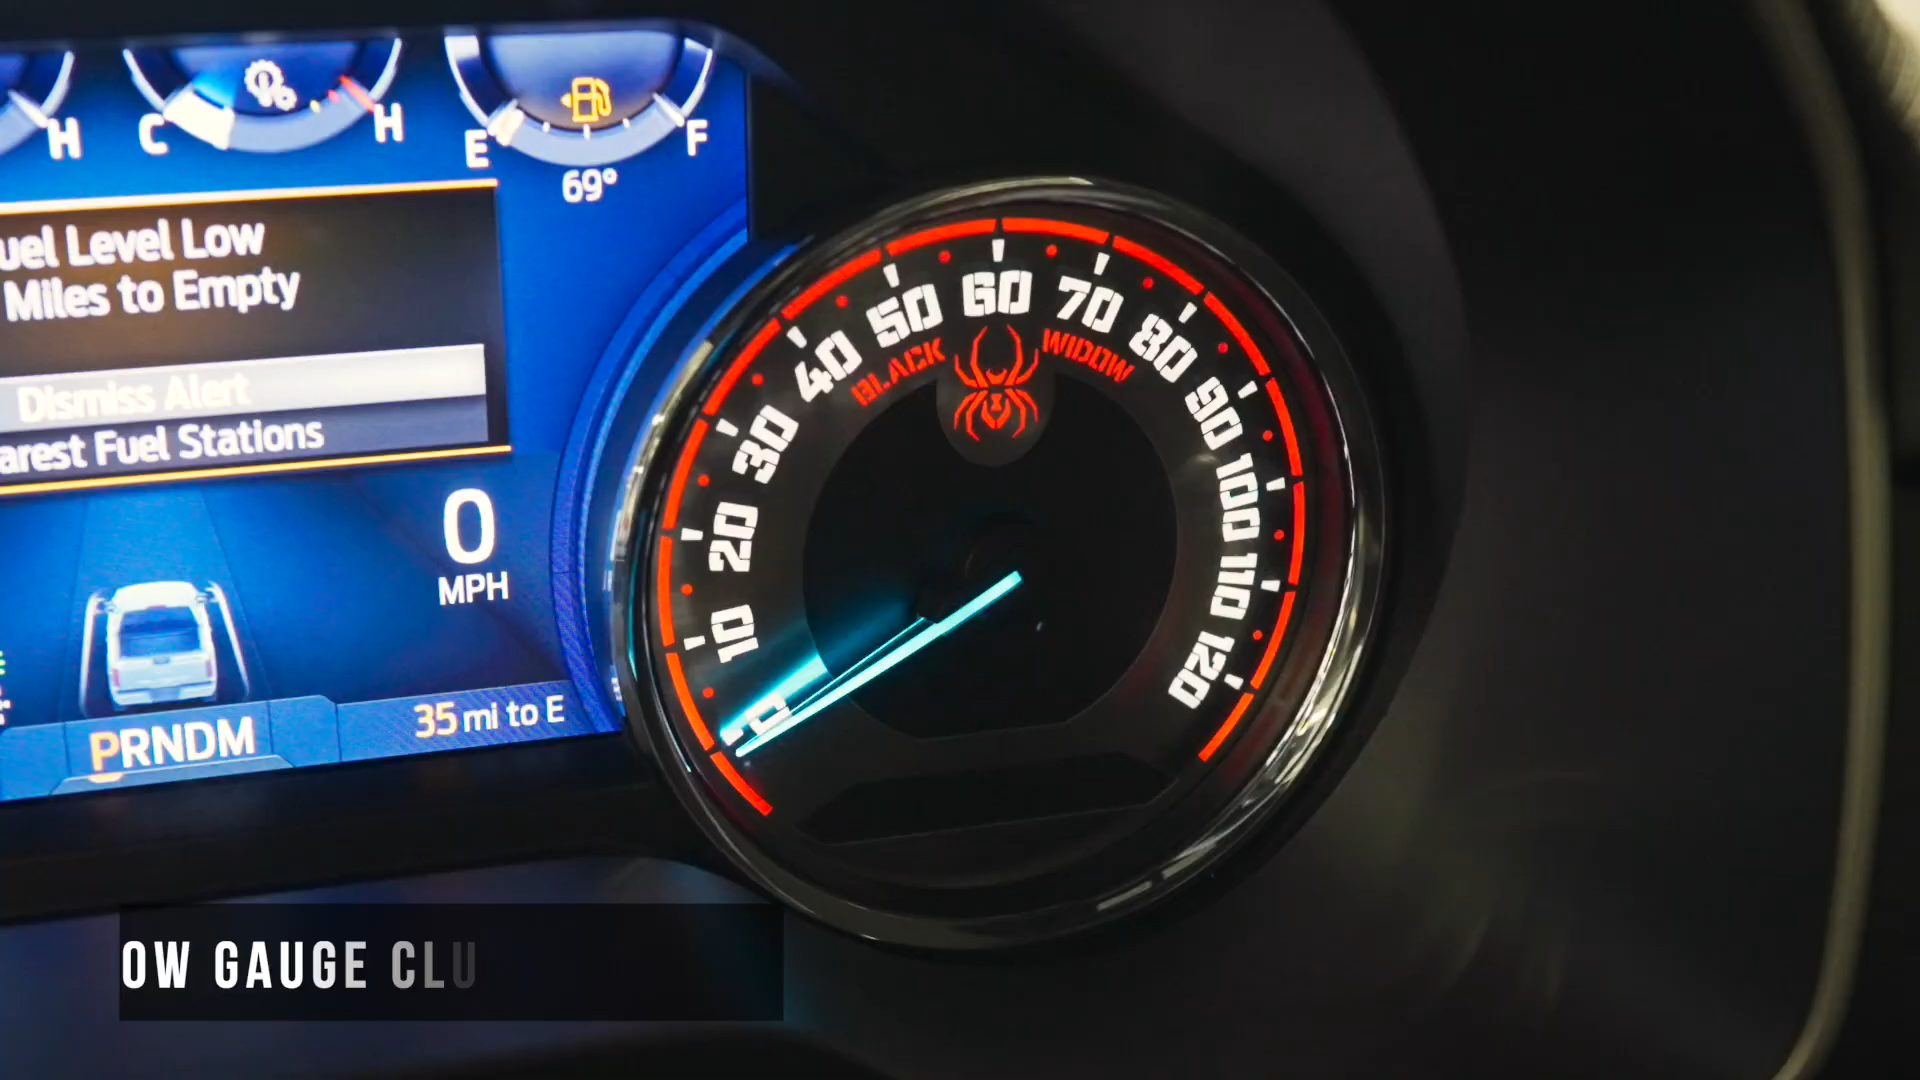 H
C
H
E
F
69°
uel Level Low
Miles to Empty
Dismiss Alert
arest Fuel Stations
0
MPH
35 mi to E
PRNDM
0
10
20
30
40
50
60
70
80
90
100
110
120
BLACK WIDOW
OW GAUGE CLU